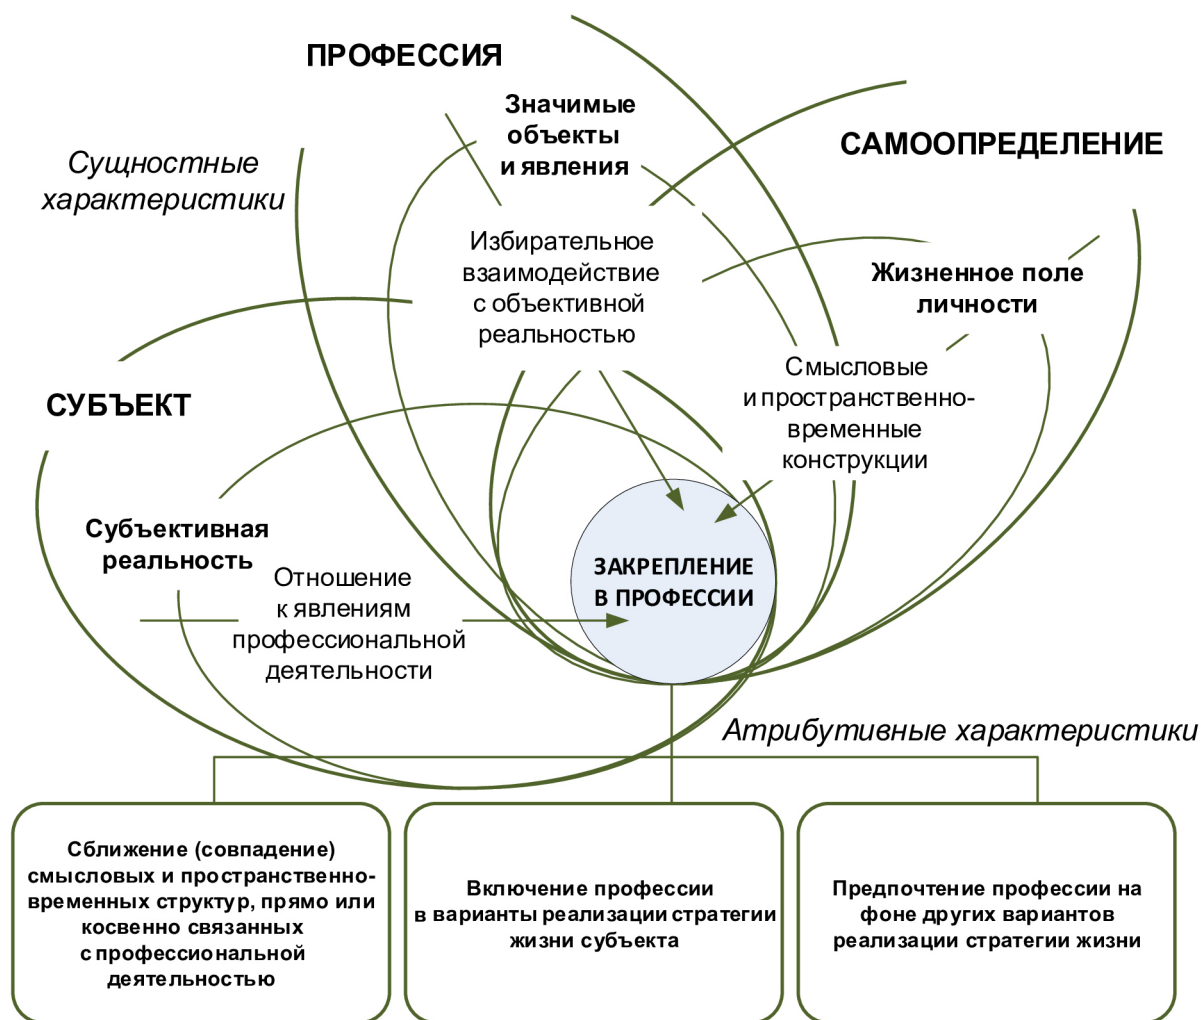 ПРОФЕССИЯ
Значимые
объекты
и явления
САМООПРЕДЕЛЕНИЕ
Сущностные
характеристики
Избирательное
взаимодействие
с объективной
реальностью
Жизненное поле
личности
Смысловые
и пространственно-
временные
конструкции
СУБЪЕКТ
Субъективная
реальность
Отношение
к явлениям
профессиональной
деятельности
ЗАКРЕПЛЕНИЕ
В ПРОФЕССИИ
Атрибутивные характеристики
Сближение (совпадение)
смысловых и пространственно-
временных структур, прямо или
косвенно связанных
с профессиональной
деятельностью
Включение профессии
в варианты реализации стратегии
жизни субъекта
Предпочтение профессии на
фоне других вариантов
реализации стратегии жизни